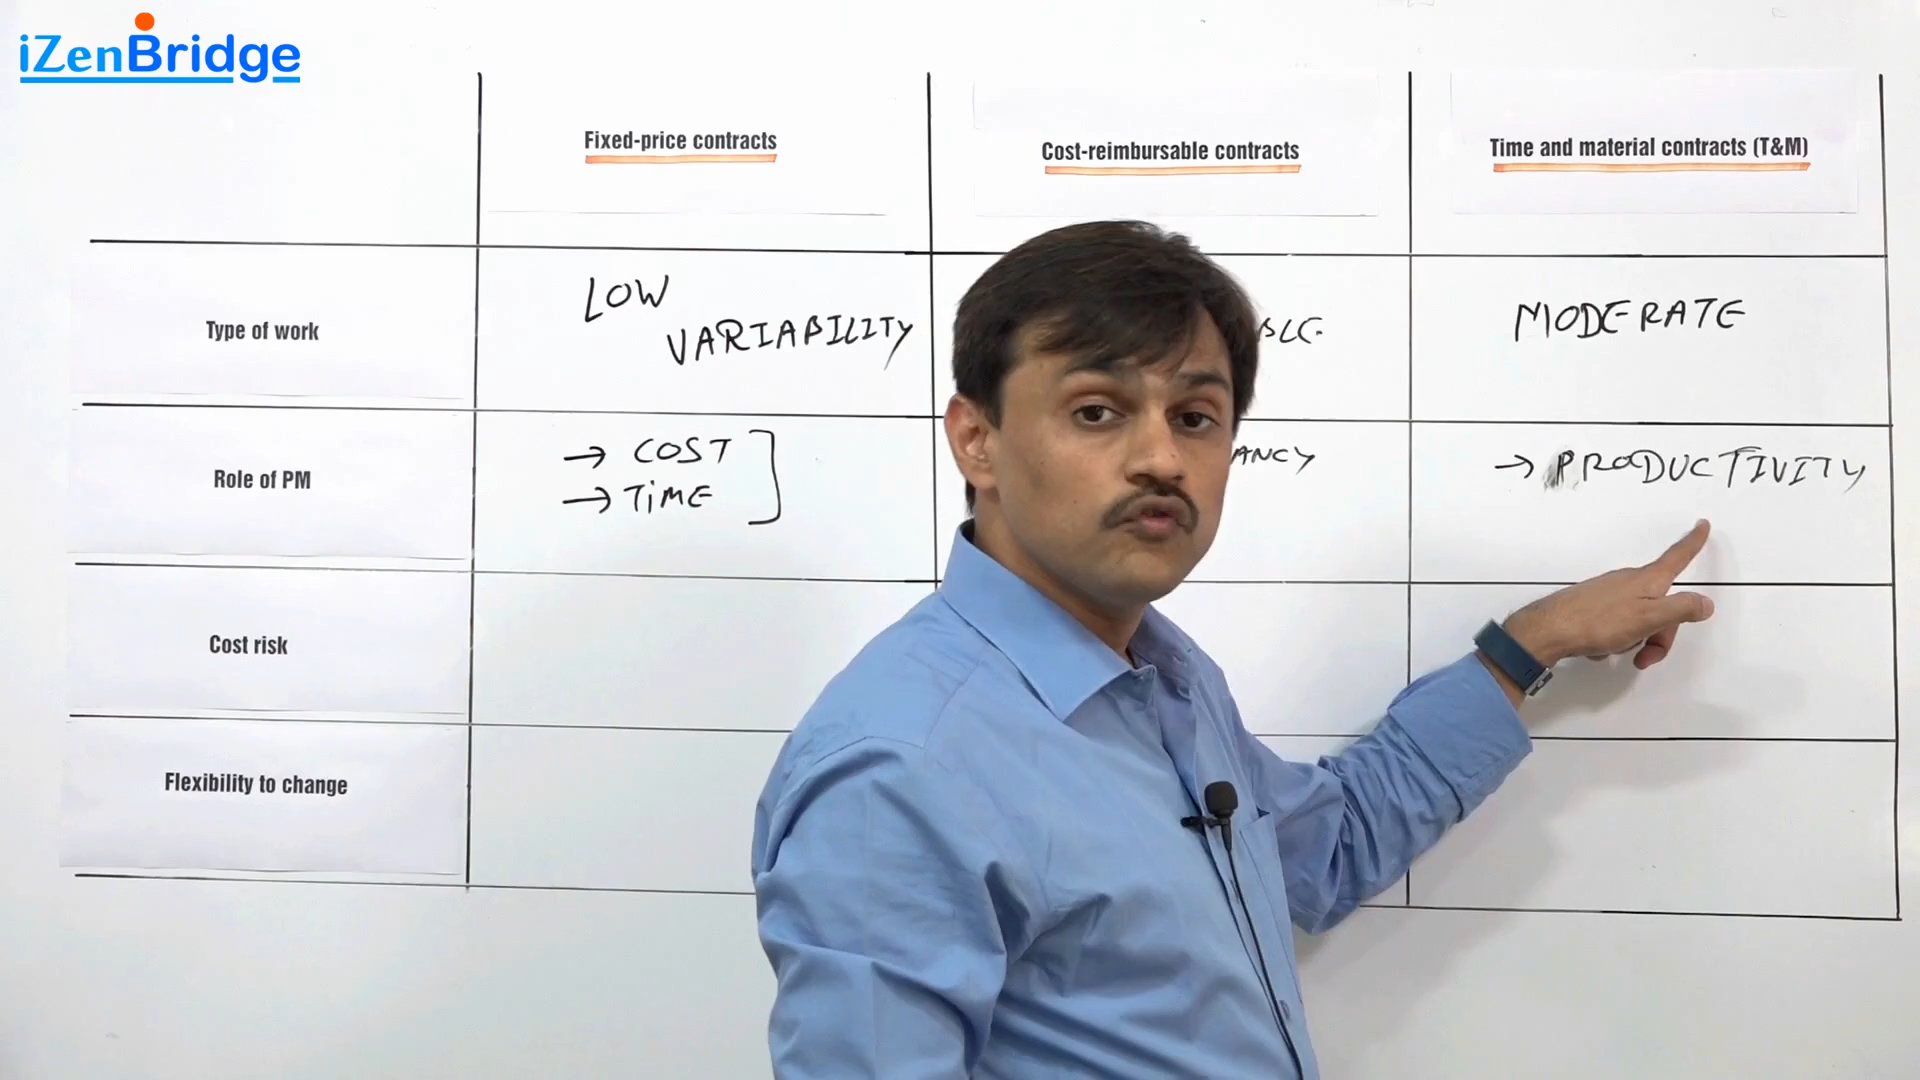 iZenBridge
Fixed-price contracts
Cost-reimbursable contracts
Time and material contracts (T&M)
Type of work
LOW
VARIABILITY
MODERATE
Role of PM
→ COST
→ TIME
→ PRODUCTIVITY
Cost risk
Flexibility to change